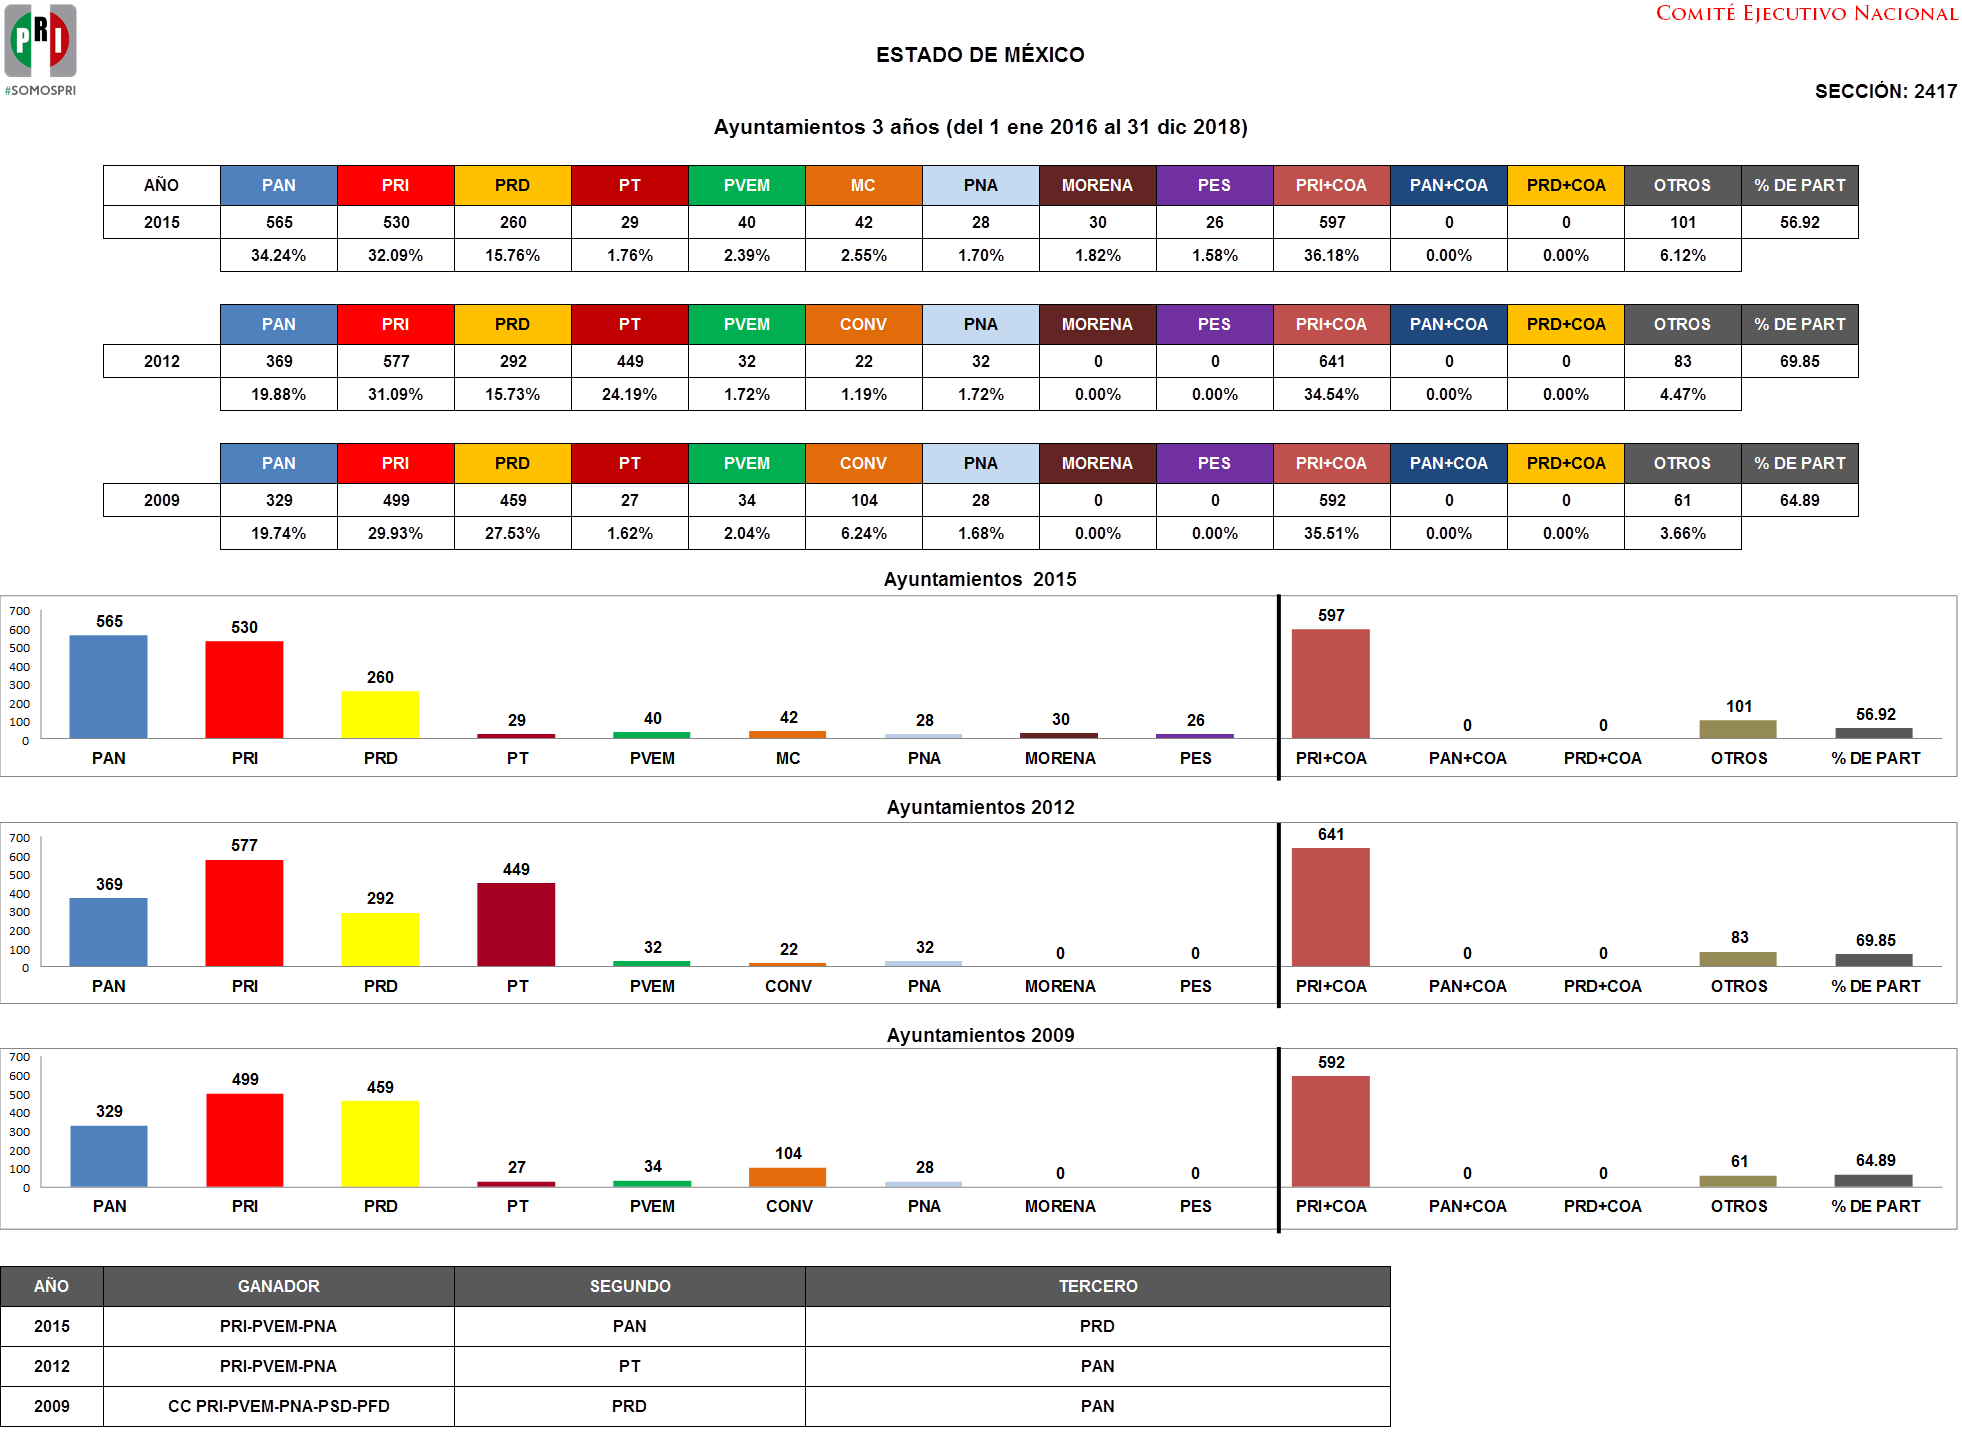 PRI
#SOMOSPRI
COMITÉ EJECUTIVO NACIONAL
ESTADO DE MÉXICO
SECCIÓN: 2417
Ayuntamientos 3 años (del 1 ene 2016 al 31 dic 2018)
AÑO PAN PRI PRD PT PVEM MC PNA MORENA PES PRI+COA PAN+COA PRD+COA OTROS % DE PART
2015 565 530 260 29 40 42 28 30 26 597 0 0 101 56.92
34.24% 32.09% 15.76% 1.76% 2.39% 2.55% 1.70% 1.82% 1.58% 36.18% 0.00% 0.00% 6.12%
PAN PRI PRD PT PVEM CONV PNA MORENA PES PRI+COA PAN+COA PRD+COA OTROS % DE PART
2012 369 577 292 449 32 22 32 0 0 641 0 0 83 69.85
19.88% 31.09% 15.73% 24.19% 1.72% 1.19% 1.72% 0.00% 0.00% 34.54% 0.00% 0.00% 4.47%
PAN PRI PRD PT PVEM CONV PNA MORENA PES PRI+COA PAN+COA PRD+COA OTROS % DE PART
2009 329 499 459 27 34 104 28 0 0 592 0 0 61 64.89
19.74% 29.93% 27.53% 1.62% 2.04% 6.24% 1.68% 0.00% 0.00% 35.51% 0.00% 0.00% 3.66%
Ayuntamientos 2015
700
600
500
400
300
200
100
0
565 530 260 29 40 42 28 30 26 597 0 0 101 56.92
PAN PRI PRD PT PVEM MC PNA MORENA PES PRI+COA PAN+COA PRD+COA OTROS % DE PART
Ayuntamientos 2012
700
600
500
400
300
200
100
0
369 577 292 449 32 22 32 0 0 641 0 0 83 69.85
PAN PRI PRD PT PVEM CONV PNA MORENA PES PRI+COA PAN+COA PRD+COA OTROS % DE PART
Ayuntamientos 2009
700
600
500
400
300
200
100
0
329 499 459 27 34 104 28 0 0 592 0 0 61 64.89
PAN PRI PRD PT PVEM CONV PNA MORENA PES PRI+COA PAN+COA PRD+COA OTROS % DE PART
AÑO GANADOR SEGUNDO TERCERO
2015 PRI-PVEM-PNA PAN PRD
2012 PRI-PVEM-PNA PT PAN
2009 CC PRI-PVEM-PNA-PSD-PFD PRD PAN